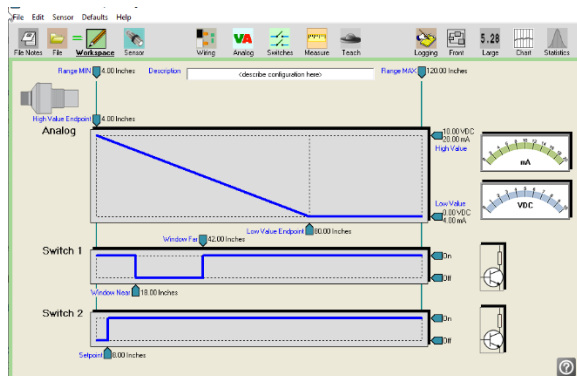 File Edit Sensor Defaults Help
File Notes File Workspace Sensor Wiring VA Analog Switches Measure Teach Logging Front 5.28 Large Chart Statistics
Range MIN 4.00 Inches Description <describe configuration here> Range MAX 120.00 Inches
High Value Endpoint 4.00 Inches
Analog
10.00 VDC
20.00 mA
High Value
mA
Low Value
0.00 VDC
4.00 mA
VDC
Low Value Endpoint 80.00 Inches
Window Far 42.00 Inches
Switch 1
On
Off
Window Near 18.00 Inches
Switch 2
On
Off
Setpoint 8.00 Inches